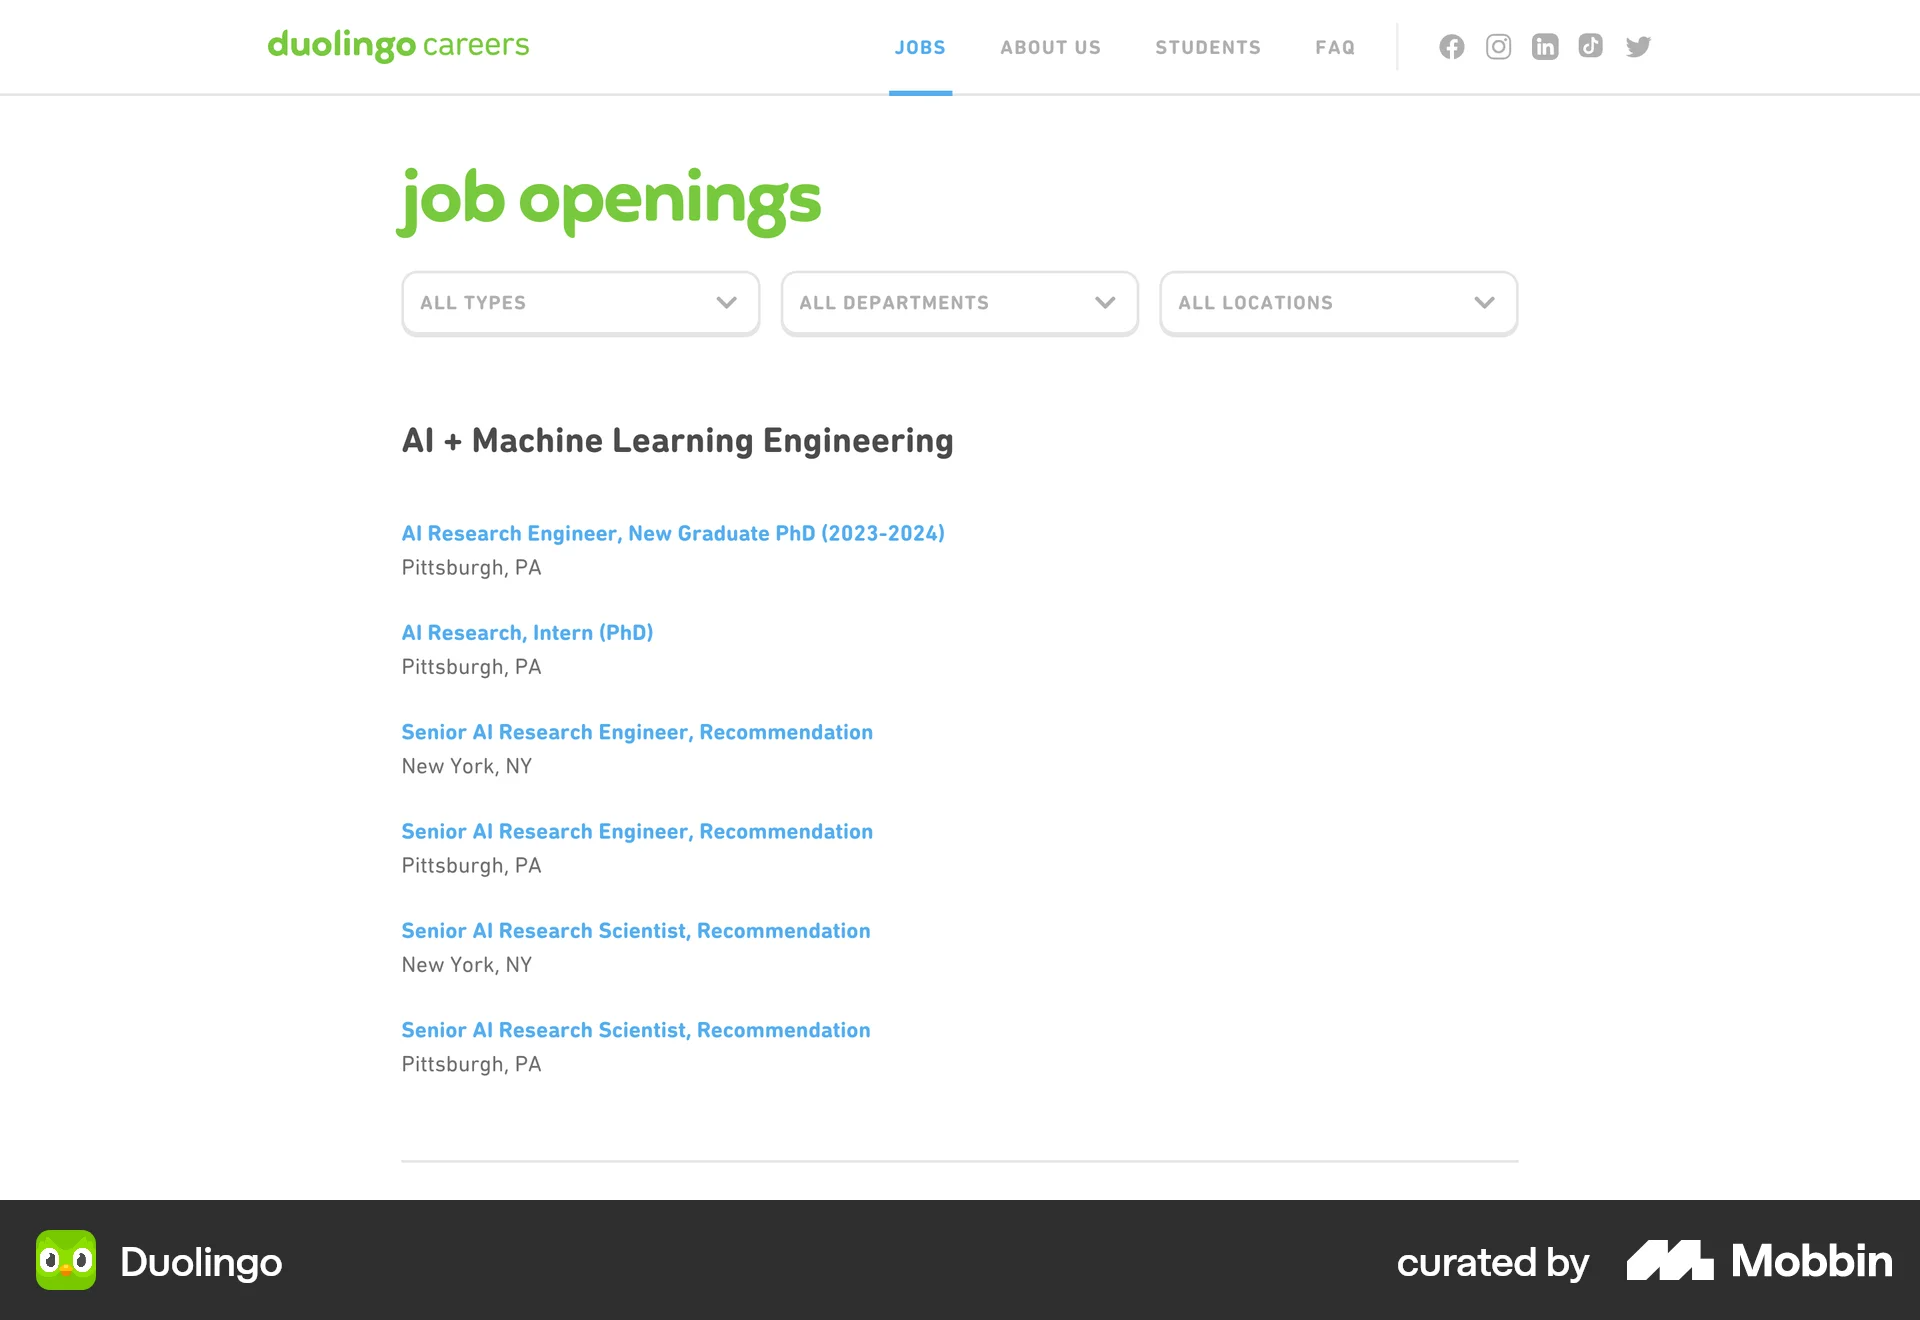 duolingo careers
JOBS ABOUT US STUDENTS FAQ
job openings
ALL TYPES ALL DEPARTMENTS ALL LOCATIONS
AI + Machine Learning Engineering
AI Research Engineer, New Graduate PhD (2023-2024)
Pittsburgh, PA
AI Research, Intern (PhD)
Pittsburgh, PA
Senior AI Research Engineer, Recommendation
New York, NY
Senior AI Research Engineer, Recommendation
Pittsburgh, PA
Senior AI Research Scientist, Recommendation
New York, NY
Senior AI Research Scientist, Recommendation
Pittsburgh, PA
Duolingo curated by Mobbin